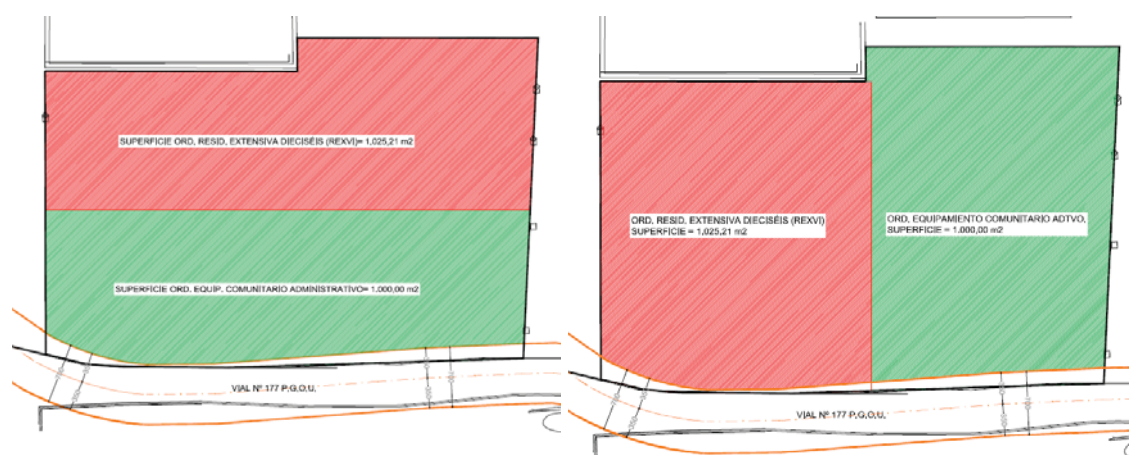 SUPERFICIE ORD, RESID, EXTENSIVA DIECISÉIS (REXVI)= 1,025,21 m2
SUPERFICIE ORD, EQUIP, COMUNITARIO ADMINISTRATIVO= 1.000,00 m2
VIAL Nº 177 P.G.O.U.
ORD, RESID, EXTENSIVA DIECISÉIS (REXVI)
SUPERFICIE = 1,025,21 m2
ORD, EQUIPAMIENTO COMUNITARIO ADTVO,
SUPERFICIE = 1.000,00 m2
VIAL Nº 177 P.G.O.U.